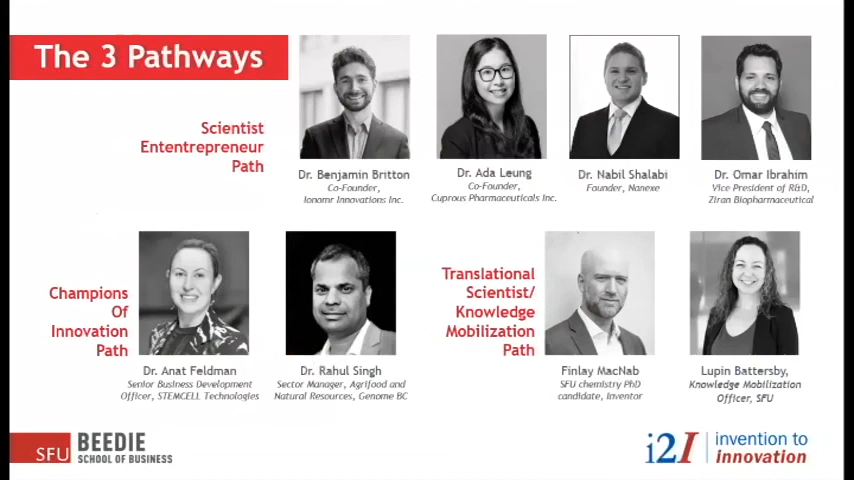 The 3 Pathways
Scientist
Ententrepreneur
Path
Dr. Benjamin Britton
Co-Founder,
Ionomr Innovations Inc.
Dr. Ada Leung
Co-Founder,
Cuprous Pharmaceuticals Inc.
Dr. Nabil Shalabi
Founder, Nanexe
Dr. Omar Ibrahim
Vice President of R&D,
Ziran Biopharmaceutical
Champions
Of
Innovation
Path
Dr. Anat Feldman
Senior Business Development
Officer, STEMCELL Technologies
Dr. Rahul Singh
Sector Manager, Agrifood and
Natural Resources, Genome BC
Translational
Scientist/
Knowledge
Mobilization
Path
Finlay MacNab
SFU chemistry PhD
candidate, Inventor
Lupin Battersby,
Knowledge Mobilization
Officer, SFU
SFU
BEEDIE
SCHOOL OF BUSINESS
i2I
invention to
innovation